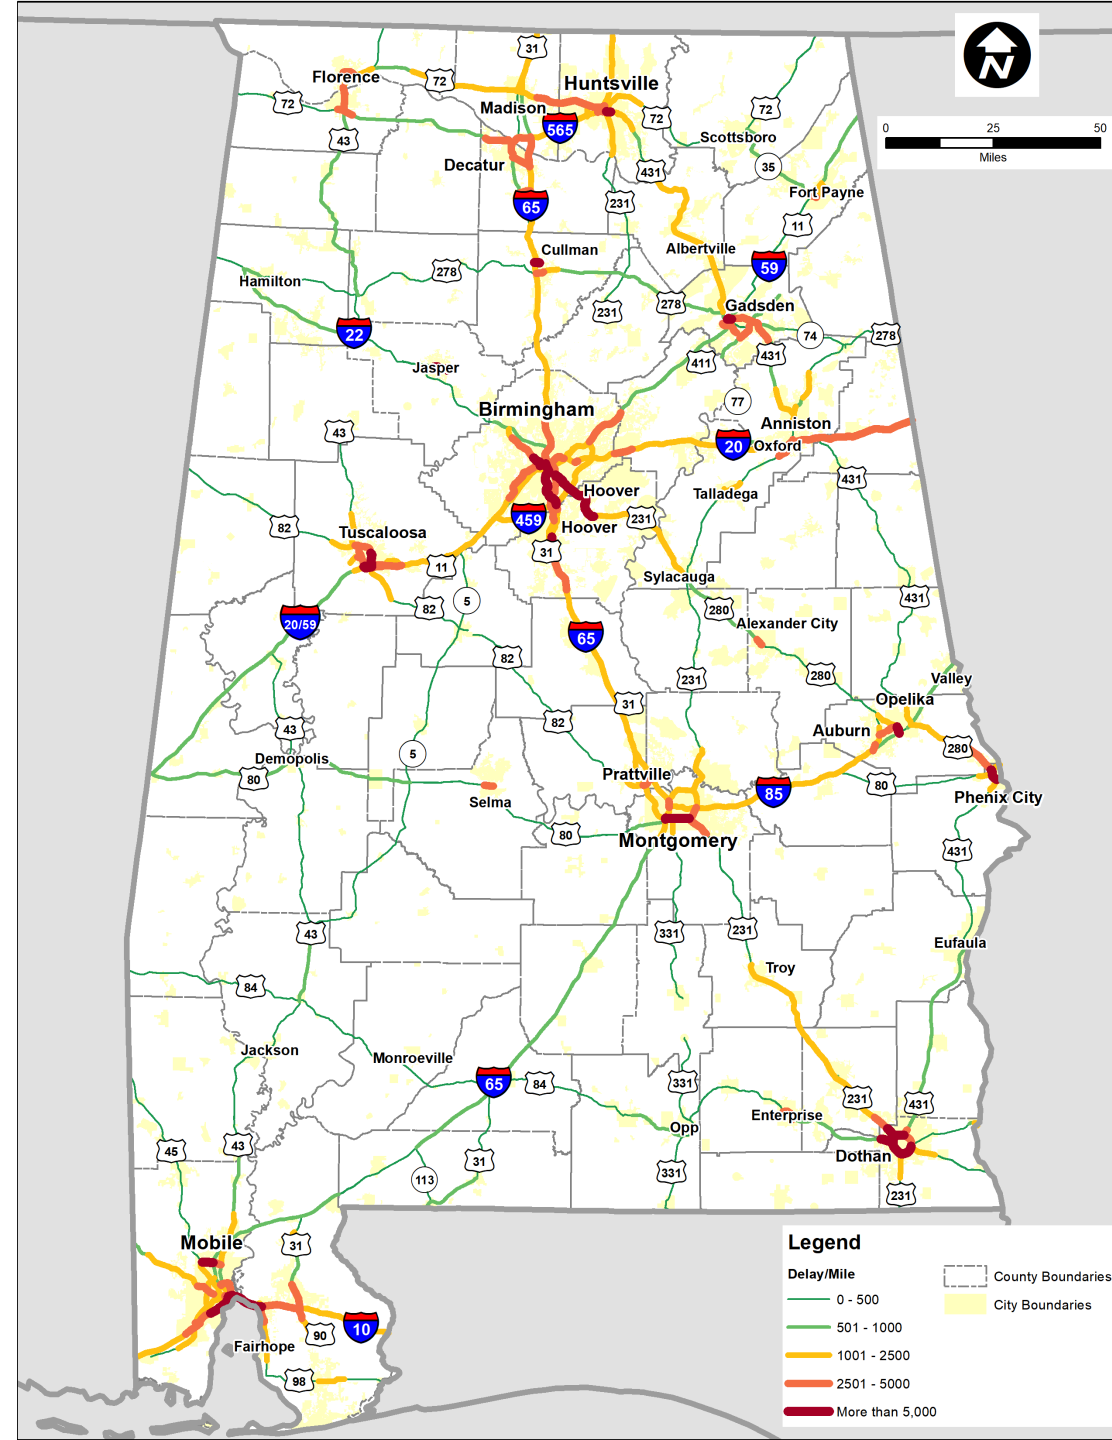 N
0 25 50
Miles
31
Florence
72
Huntsville
72
Madison
72
72
565
43
Scottsboro
Decatur
35
431
Fort Payne
65
231
11
Albertville
Cullman
59
278
Hamilton
278
Gadsden
231
22
74
278
431
411
Jasper
77
Birmingham
Anniston
43
20
Oxford
431
Hoover
Talladega
459
231
82
Hoover
Tuscaloosa
31
11
Sylacauga
5
431
82
280
20/59
Alexander City
65
82
280
231
Valley
31
Opelika
82
43
Auburn
280
5
Demopolis
Prattville
80
80
85
Selma
Phenix City
80
Montgomery
431
43
331
231
Eufaula
Troy
84
Jackson
Monroeville
65
84
331
231
431
Enterprise
Opp
45
43
Dothan
31
331
113
231
Mobile
31
10
90
Fairhope
98
Legend
Delay/Mile
0 - 500
501 - 1000
1001 - 2500
2501 - 5000
More than 5,000
County Boundaries
City Boundaries